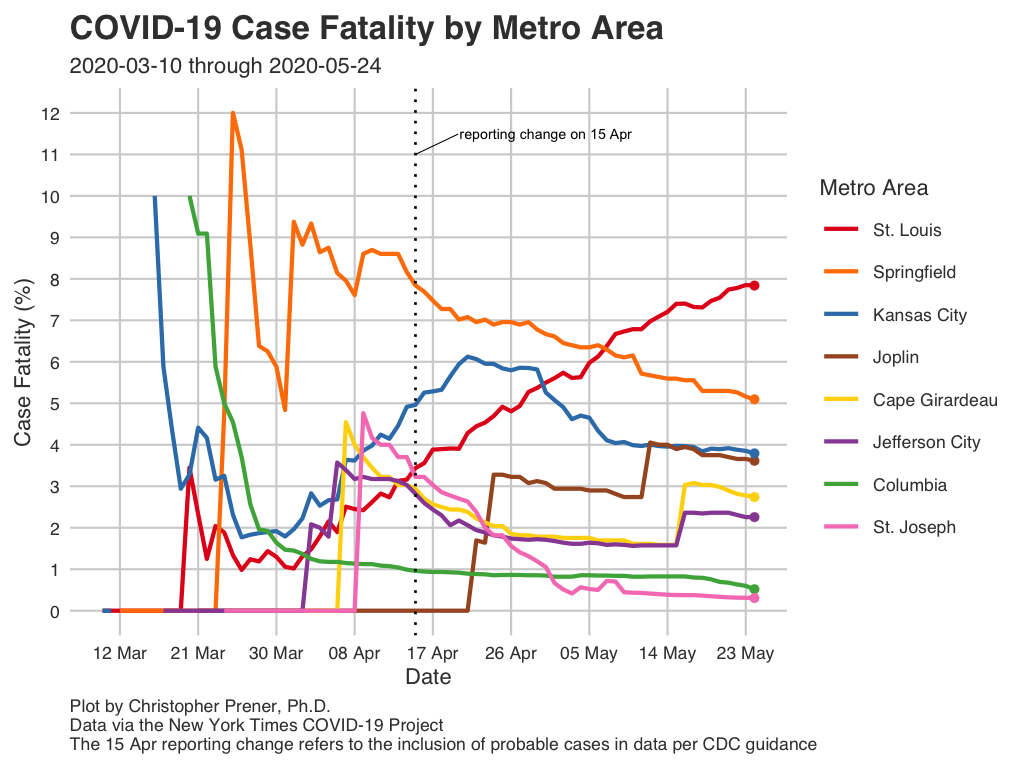 COVID-19 Case Fatality by Metro Area
2020-03-10 through 2020-05-24
Case Fatality (%)
12
11
10
9
8
7
6
5
4
3
2
1
0
reporting change on 15 Apr
12 Mar 21 Mar 30 Mar 08 Apr 17 Apr 26 Apr 05 May 14 May 23 May
Date
Metro Area
St. Louis
Springfield
Kansas City
Joplin
Cape Girardeau
Jefferson City
Columbia
St. Joseph
Plot by Christopher Prener, Ph.D.
Data via the New York Times COVID-19 Project
The 15 Apr reporting change refers to the inclusion of probable cases in data per CDC guidance